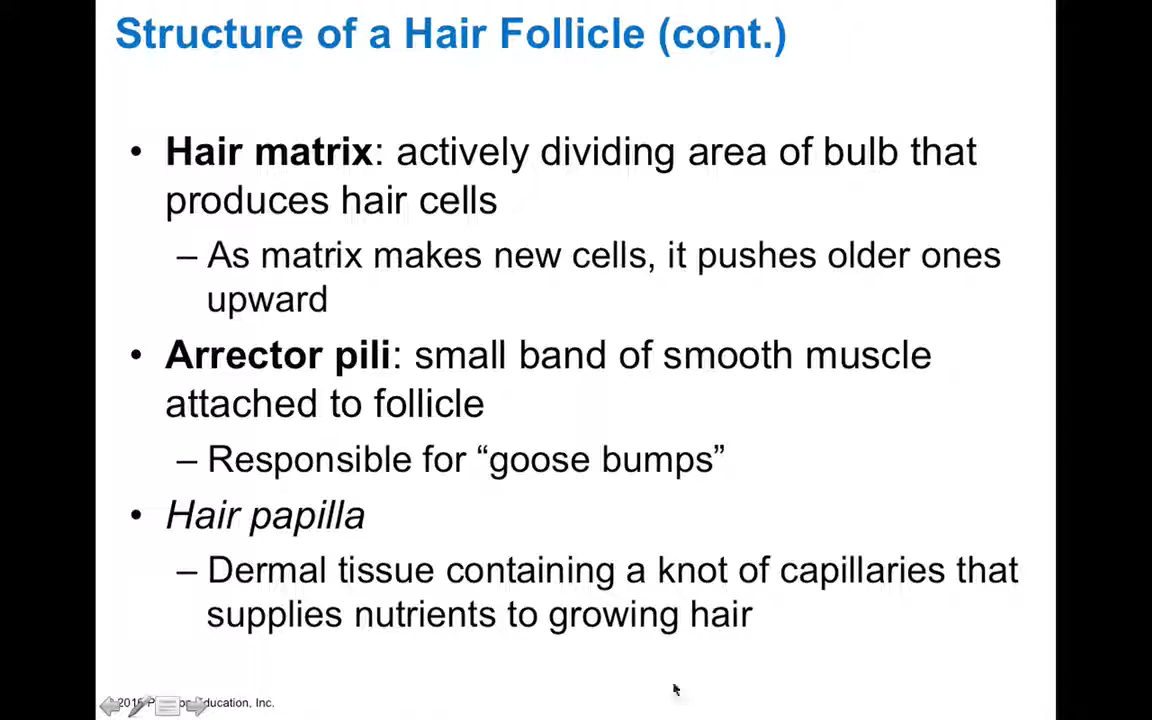 Structure of a Hair Follicle (cont.)
• Hair matrix: actively dividing area of bulb that
produces hair cells
– As matrix makes new cells, it pushes older ones
upward
• Arrector pili: small band of smooth muscle
attached to follicle
– Responsible for “goose bumps”
• Hair papilla
– Dermal tissue containing a knot of capillaries that
supplies nutrients to growing hair
Education, Inc.